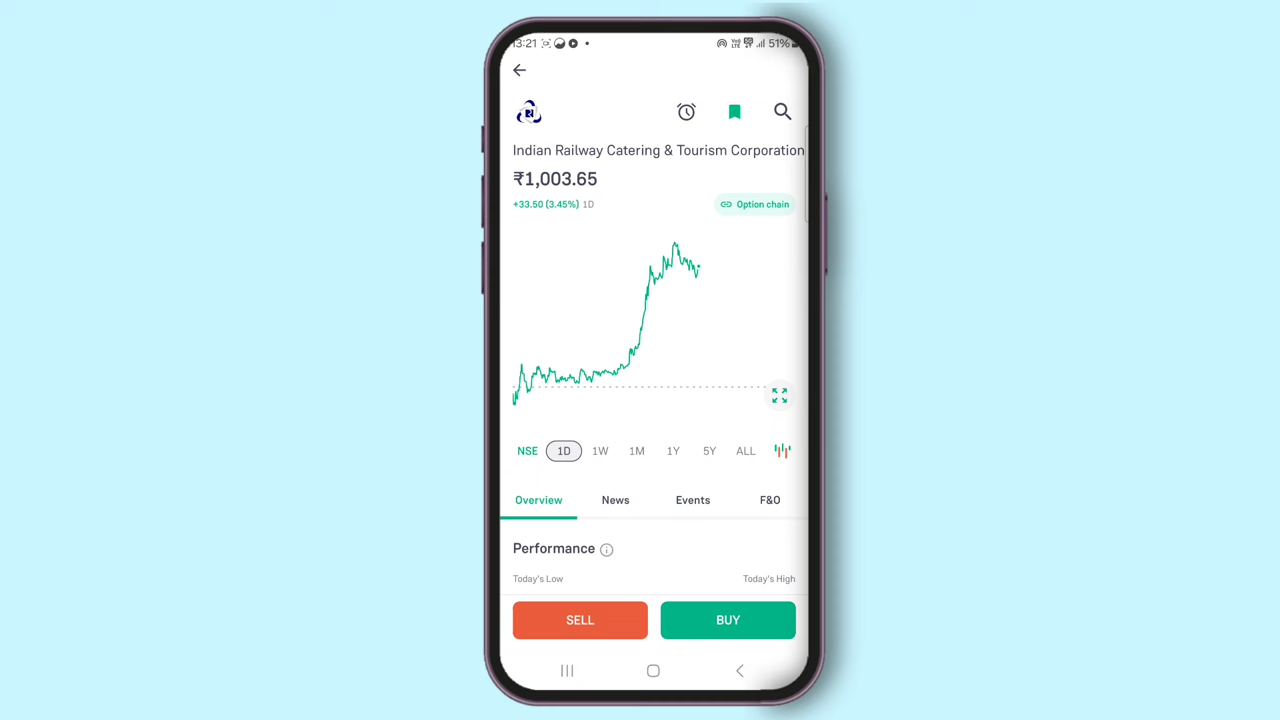 13:21 51%
Indian Railway Catering & Tourism Corporation
₹1,003.65
+33.50 (3.45%) 1D
Option chain
NSE 1D 1W 1M 1Y 5Y ALL
Overview News Events F&O
Performance
Today's Low Today's High
SELL BUY